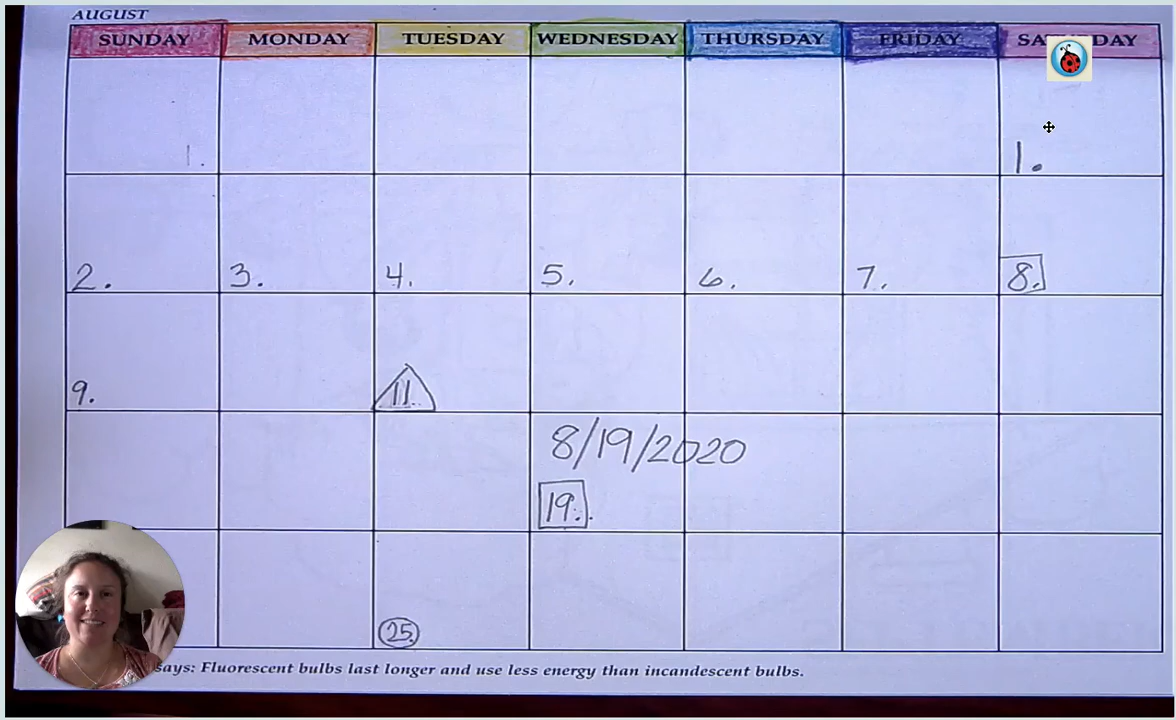 AUGUST
SUNDAY MONDAY TUESDAY WEDNESDAY THURSDAY FRIDAY
1. 1.
2. 3. 4. 5. 6. 7. 8.
9. 11
8/19/2020
19.
25.
says: Fluorescent bulbs last longer and use less energy than incandescent bulbs.